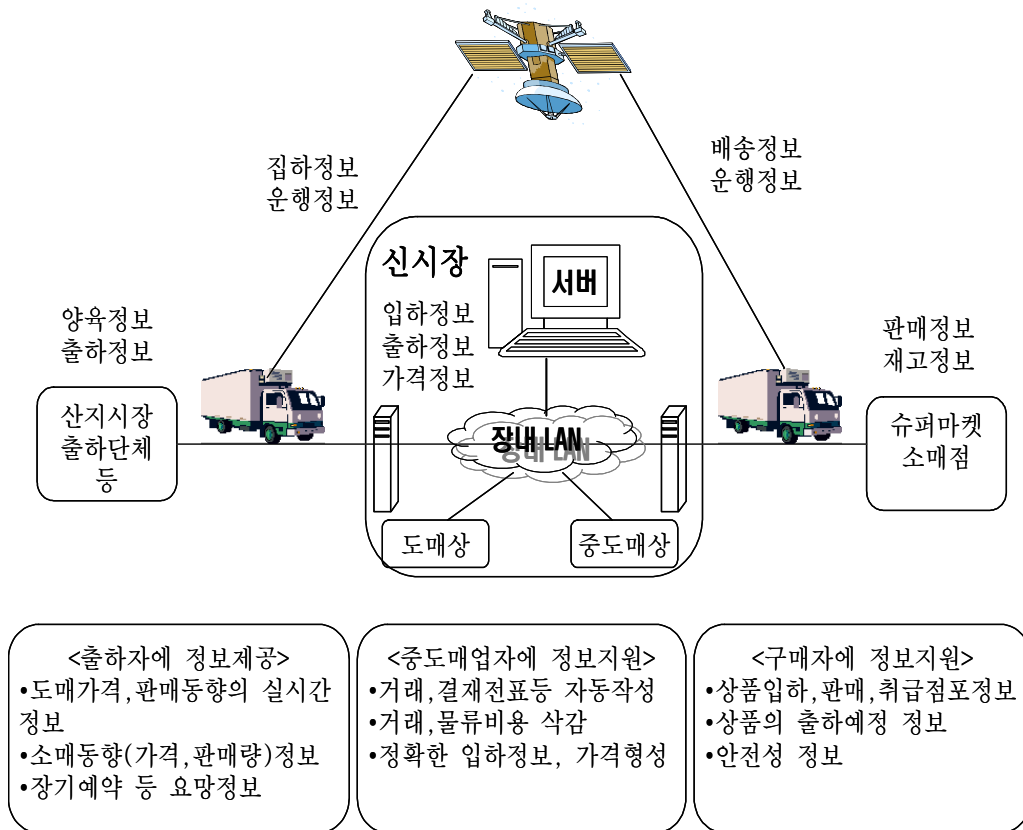 집하정보
운행정보
배송정보
운행정보
신시장
서버
입하정보
출하정보
가격정보
양육정보
출하정보
판매정보
재고정보
산지시장
출하단체
등
장내 LAN
슈퍼마켓
소매점
도매상
중도매상
<출하자에 정보제공>
•도매가격,판매동향의 실시간
정보
•소매동향(가격,판매량)정보
•장기예약 등 요망정보
<중도매업자에 정보지원>
•거래,결재전표등 자동작성
•거래,물류비용 삭감
•정확한 입하정보, 가격형성
<구매자에 정보지원>
•상품입하,판매,취급점포정보
•상품의 출하예정 정보
•안전성 정보